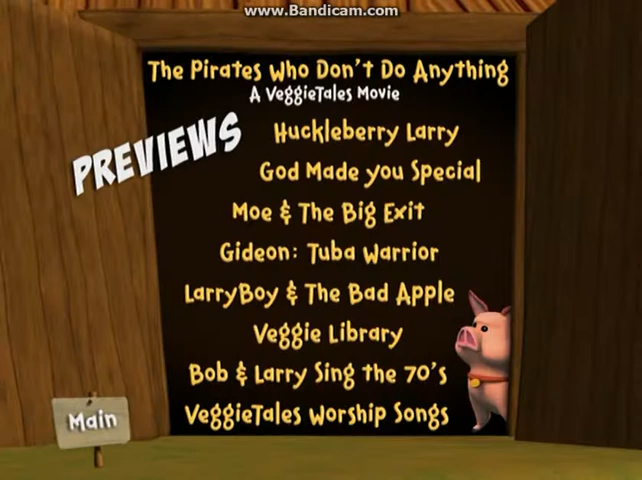 www.Bandicam.com
The Pirates Who Don't Do Anything
A VeggieTales Movie
PREVIEWS
Huckleberry Larry
God Made you Special
Moe & The Big Exit
Gideon: Tuba Warrior
LarryBoy & The Bad Apple
Veggie Library
Bob & Larry Sing the 70's
VeggieTales Worship Songs
Main